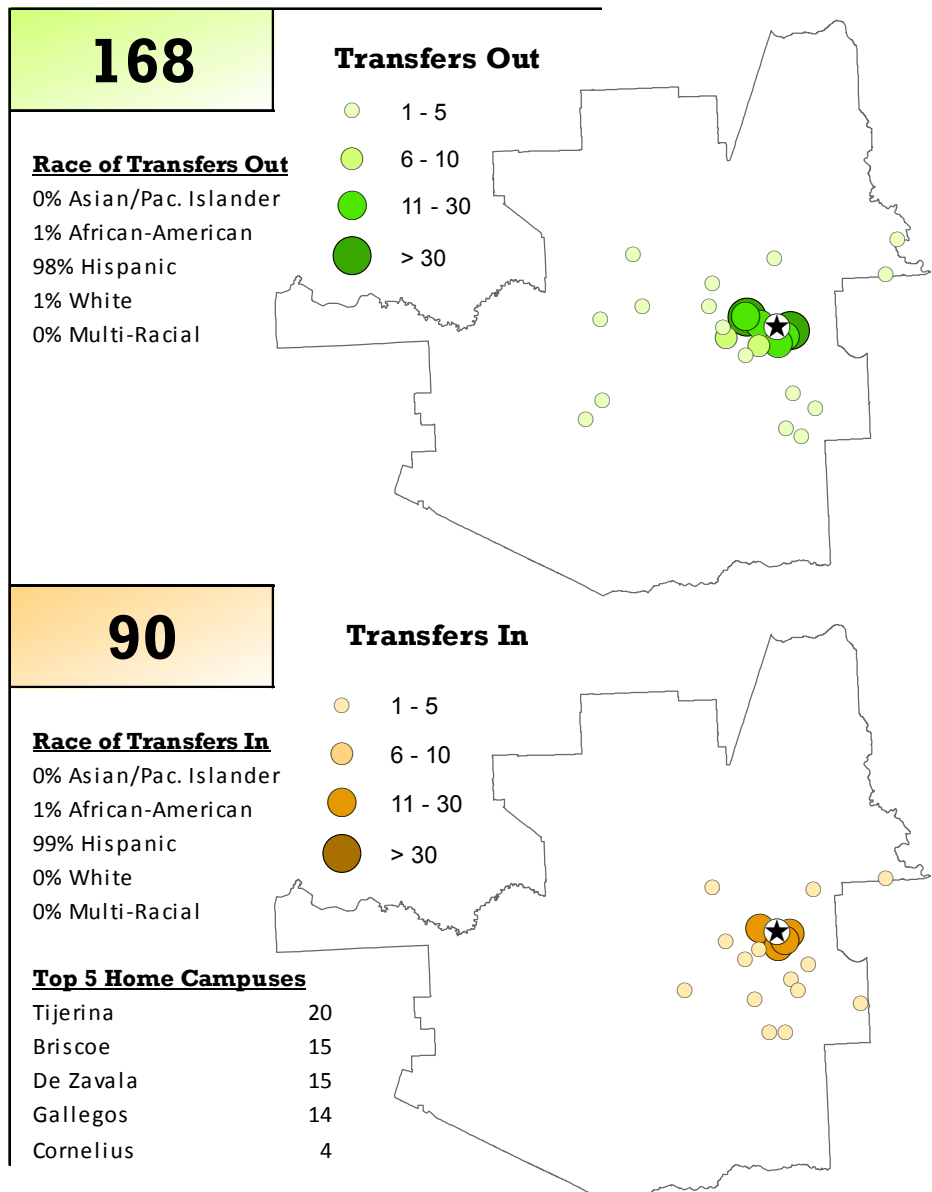 168
Transfers Out
1 - 5
6 - 10
11 - 30
> 30
Race of Transfers Out
0% Asian/Pac. Islander
1% African-American
98% Hispanic
1% White
0% Multi-Racial
90
Transfers In
1 - 5
6 - 10
11 - 30
> 30
Race of Transfers In
0% Asian/Pac. Islander
1% African-American
99% Hispanic
0% White
0% Multi-Racial
Top 5 Home Campuses
Tijerina 20
Briscoe 15
De Zavala 15
Gallegos 14
Cornelius 4